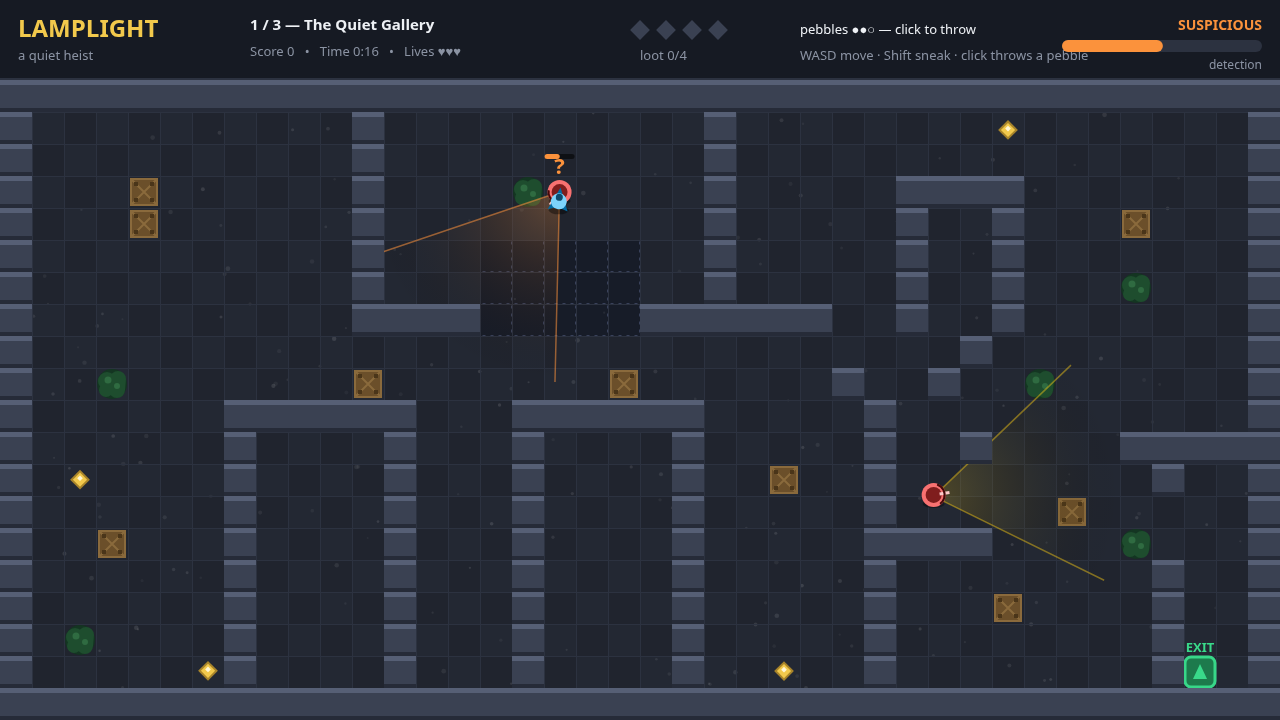 LAMPLIGHT
a quiet heist
1 / 3 — The Quiet Gallery
Score 0 • Time 0:16 • Lives ♥♥♥
loot 0/4
pebbles ●●○ — click to throw
WASD move · Shift sneak · click throws a pebble
SUSPICIOUS
detection
?
EXIT